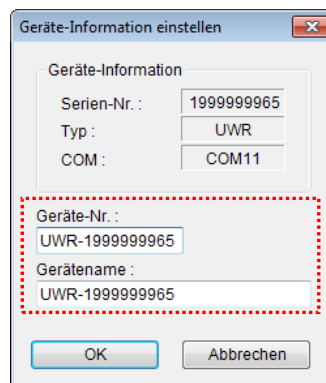 Geräte-Information einstellen
Geräte-Information
Serien-Nr. : 1999999965
Typ : UWR
COM : COM11
Geräte-Nr. :
UWR-1999999965
Gerätename :
UWR-1999999965
OK Abbrechen